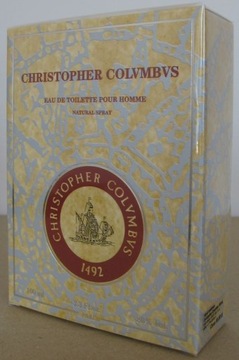 CHRISTOPHER COLVMBVS
EAU DE TOILETTE POUR HOMME
NATURAL SPRAY
CHRISTOPHER COLVMBVS
1492